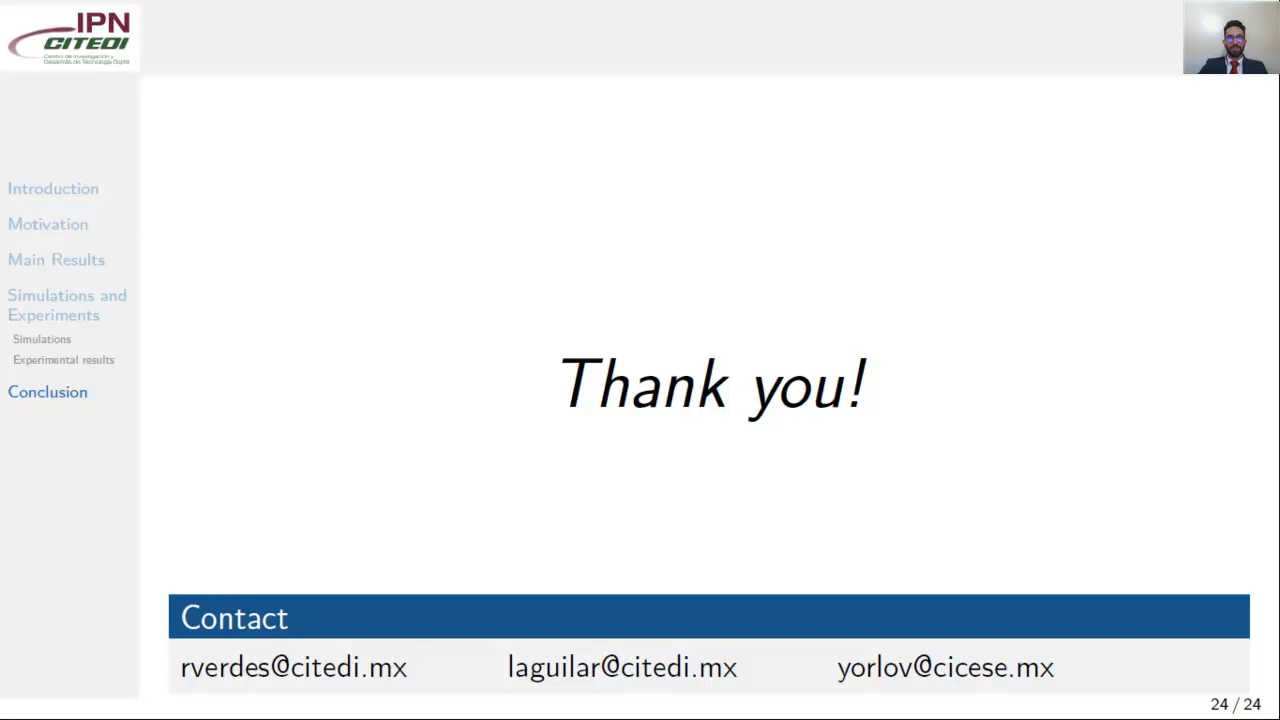 IPN
CITEDI
Centro de Investigación y
Desarrollo de Tecnología Digital
Introduction
Motivation
Main Results
Simulations and
Experiments
Simulations
Experimental results
Conclusion
Thank you!
Contact
rverdes@citedi.mx laguilar@citedi.mx yorlov@cicese.mx
24 / 24